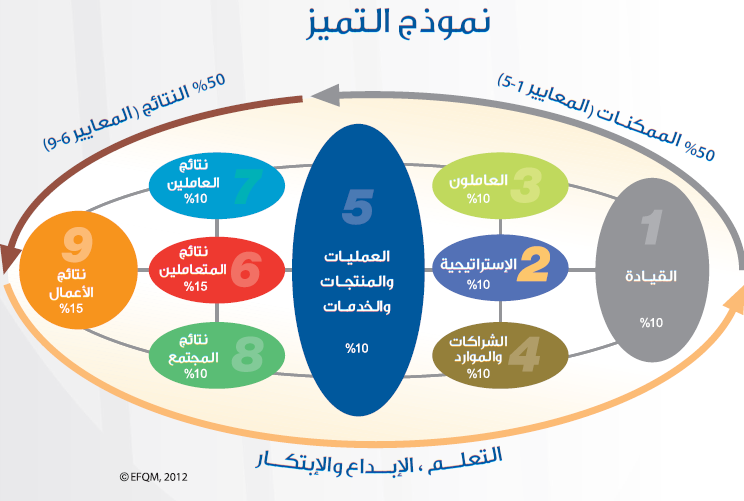 نموذج التميز
%50 الممكنات (المعايير 1-5)
%50 النتائج (المعايير 6-9)
1
القيادة
%10
3
العاملون
%10
2
الإستراتيجية
%10
4
الشراكات
والموارد
%10
5
العمليات
والمنتجات
والخدمات
%10
7
نتائج
العاملين
%10
6
نتائج
المتعاملين
%15
8
نتائج
المجتمع
%10
9
نتائج
الأعمال
%15
التعلم ، الإبداع والإبتكار
© EFQM, 2012